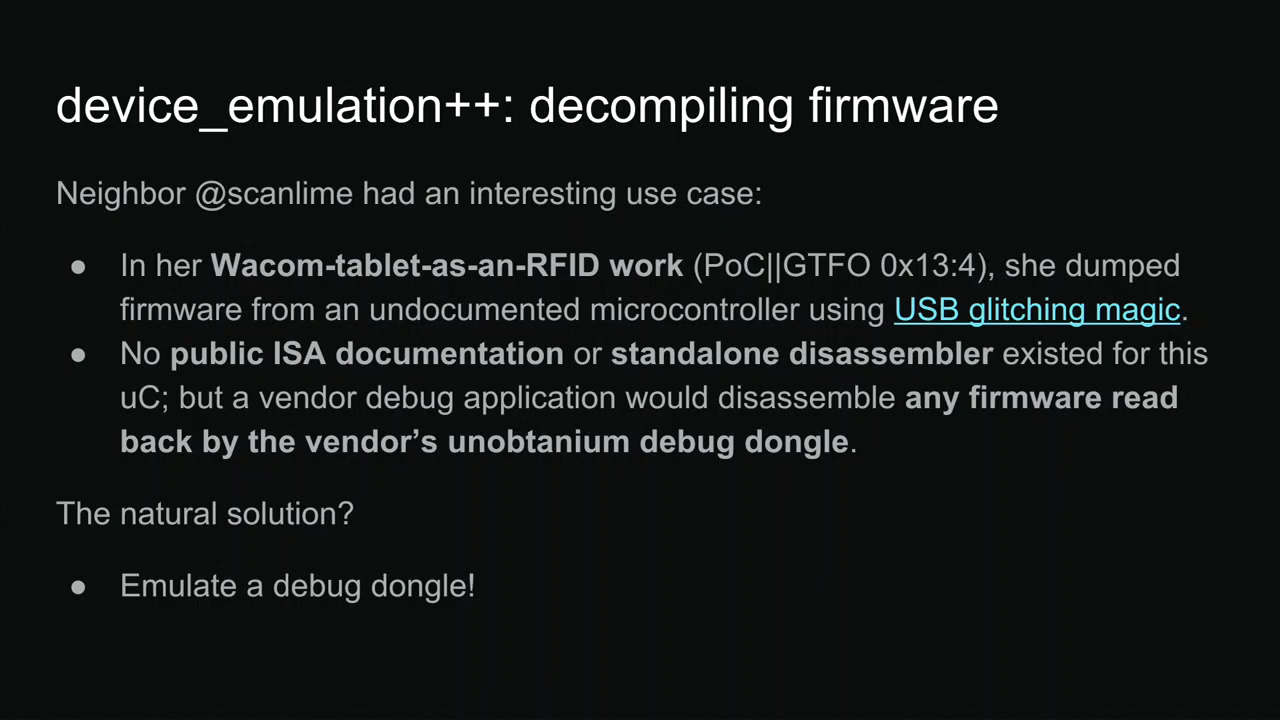 device_emulation++: decompiling firmware
Neighbor @scanlime had an interesting use case:
● In her Wacom-tablet-as-an-RFID work (PoC||GTFO 0x13:4), she dumped
firmware from an undocumented microcontroller using USB glitching magic.
● No public ISA documentation or standalone disassembler existed for this
uC; but a vendor debug application would disassemble any firmware read
back by the vendor’s unobtanium debug dongle.
The natural solution?
● Emulate a debug dongle!